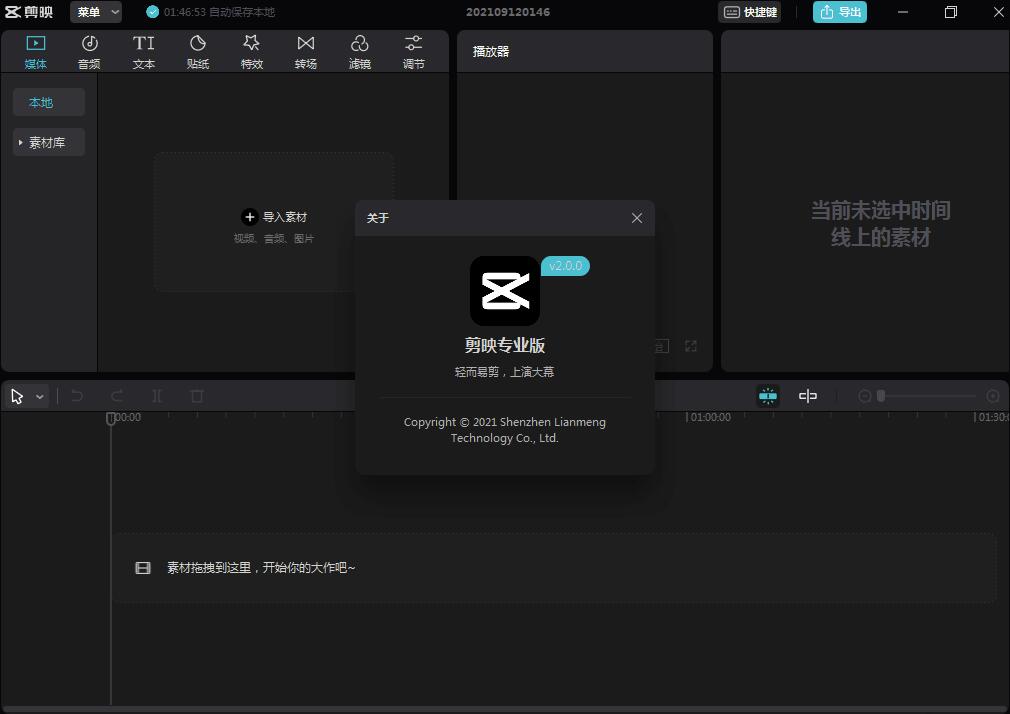 剪映
菜单
01:46:53 自动保存本地
202109120146
快捷键
导出
媒体
音频
文本
贴纸
特效
转场
滤镜
调节
播放器
本地
素材库
导入素材
视频、音频、图片
当前未选中时间
线上的素材
关于
v2.0.0
剪映专业版
轻而易剪，上演大幕
Copyright © 2021 Shenzhen Lianmeng
Technology Co., Ltd.
00:00
01:00:00
01:30:0
素材拖拽到这里，开始你的大作吧~